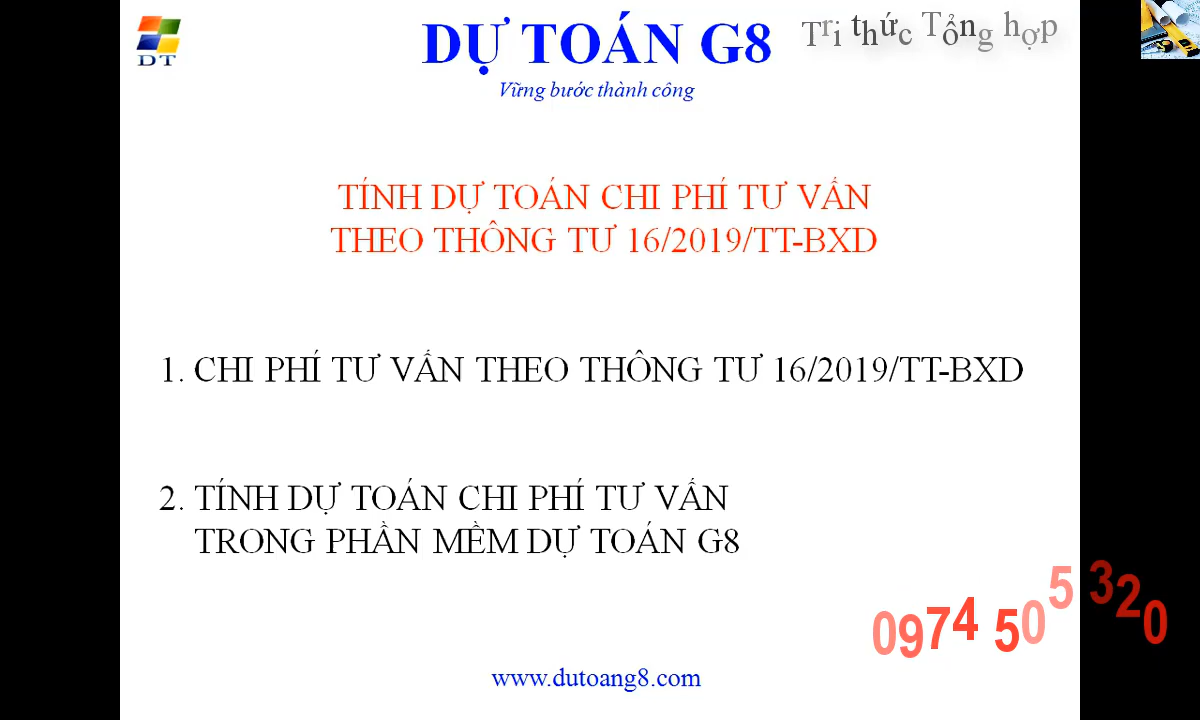 DT
DỰ TOÁN G8
Tri thức Tổng hợp
Vững bước thành công
TÍNH DỰ TOÁN CHI PHÍ TƯ VẤN
THEO THÔNG TƯ 16/2019/TT-BXD
1. CHI PHÍ TƯ VẤN THEO THÔNG TƯ 16/2019/TT-BXD
2. TÍNH DỰ TOÁN CHI PHÍ TƯ VẤN
TRONG PHẦN MỀM DỰ TOÁN G8
0974 505 320
www.dutoang8.com